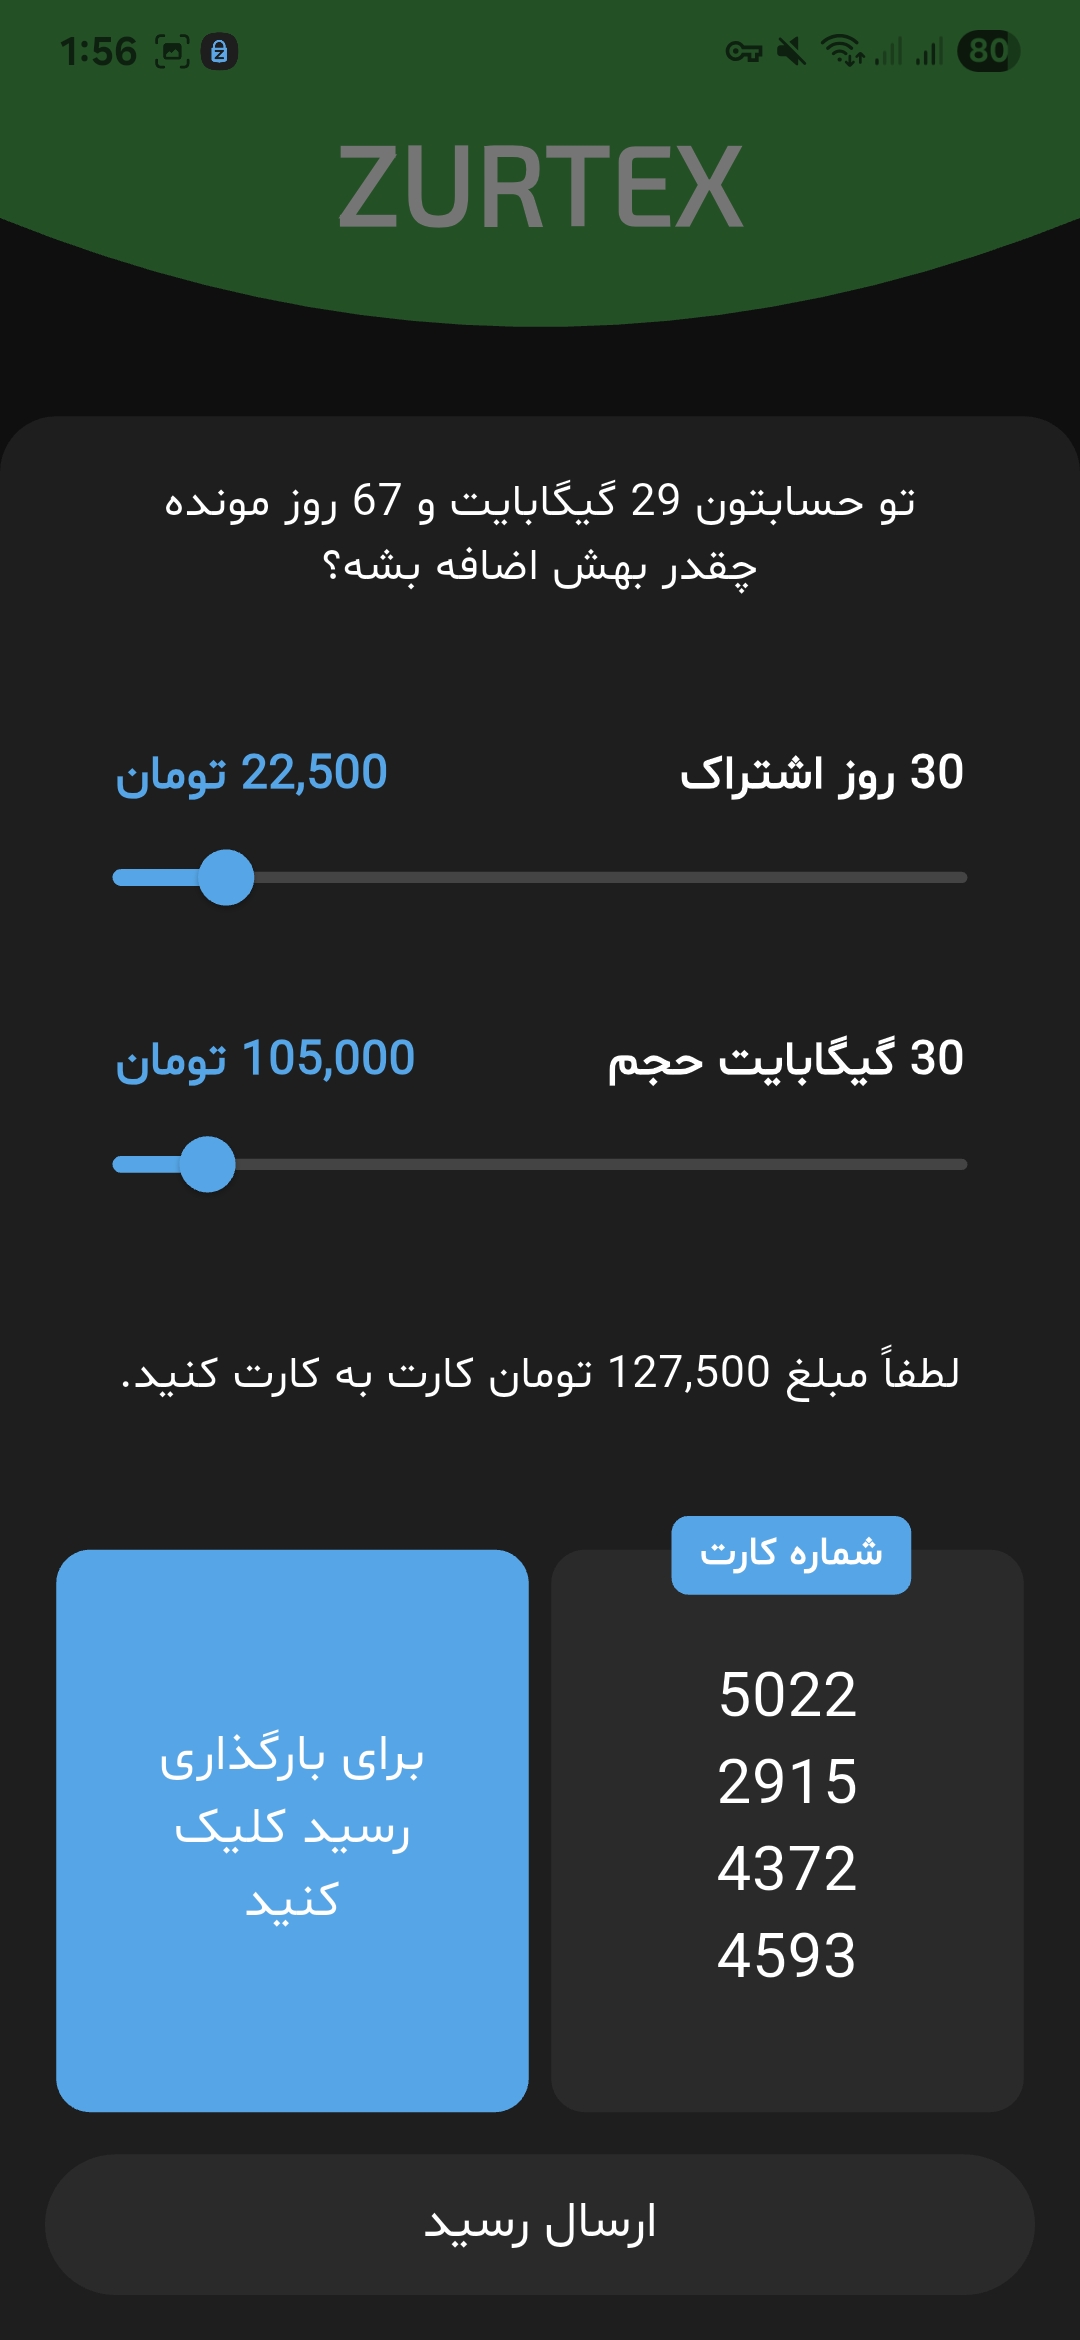 1:56
80
ZURTEX
تو حسابتون 29 گیگابایت و 67 روز مونده
چقدر بهش اضافه بشه؟
30 روز اشتراک
22,500 تومان
30 گیگابایت حجم
105,000 تومان
لطفاً مبلغ 127,500 تومان کارت به کارت کنید.
شماره کارت
5022
2915
4372
4593
برای بارگذاری
رسید کلیک
کنید
ارسال رسید